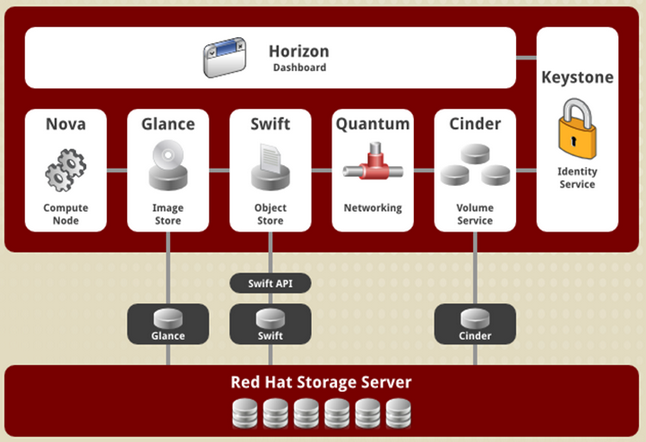 Horizon
Dashboard
Keystone
Identity
Service
Nova
Compute
Node
Glance
Image
Store
Swift
Object
Store
Quantum
Networking
Cinder
Volume
Service
Swift API
Glance
Swift
Cinder
Red Hat Storage Server